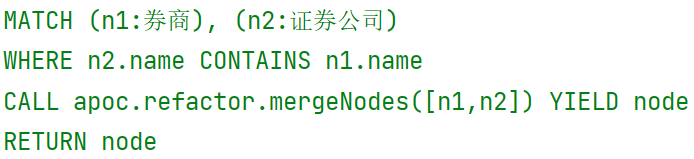 MATCH (n1:券商), (n2:证券公司)
WHERE n2.name CONTAINS n1.name
CALL apoc.refactor.mergeNodes([n1,n2]) YIELD node
RETURN node